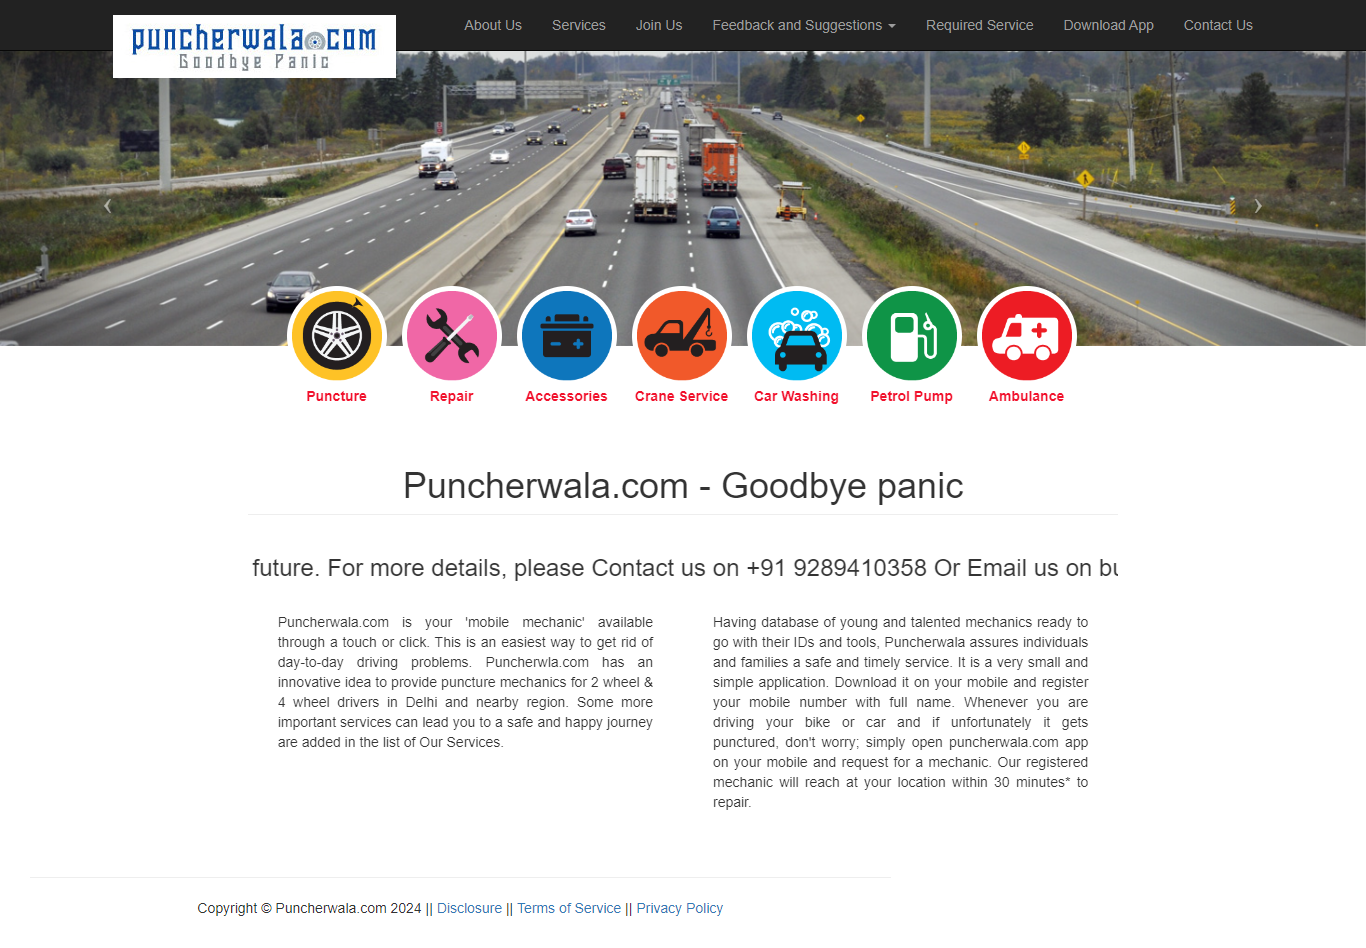 puncherwala.com
Goodbye Panic
About Us
Services
Join Us
Feedback and Suggestions
Required Service
Download App
Contact Us
Puncture
Repair
Accessories
Crane Service
Car Washing
Petrol Pump
Ambulance
Puncherwala.com - Goodbye panic
future. For more details, please Contact us on +91 9289410358 Or Email us on
Puncherwala.com is your 'mobile mechanic' available
through a touch or click. This is an easiest way to get rid of
day-to-day driving problems. Puncherwla.com has an
innovative idea to provide puncture mechanics for 2 wheel &
4 wheel drivers in Delhi and nearby region. Some more
important services can lead you to a safe and happy journey
are added in the list of Our Services.
Having database of young and talented mechanics ready to
go with their IDs and tools, Puncherwala assures individuals
and families a safe and timely service. It is a very small and
simple application. Download it on your mobile and register
your mobile number with full name. Whenever you are
driving your bike or car and if unfortunately it gets
punctured, don't worry; simply open puncherwala.com app
on your mobile and request for a mechanic. Our registered
mechanic will reach at your location within 30 minutes* to
repair.
Copyright © Puncherwala.com 2024 || Disclosure || Terms of Service || Privacy Policy